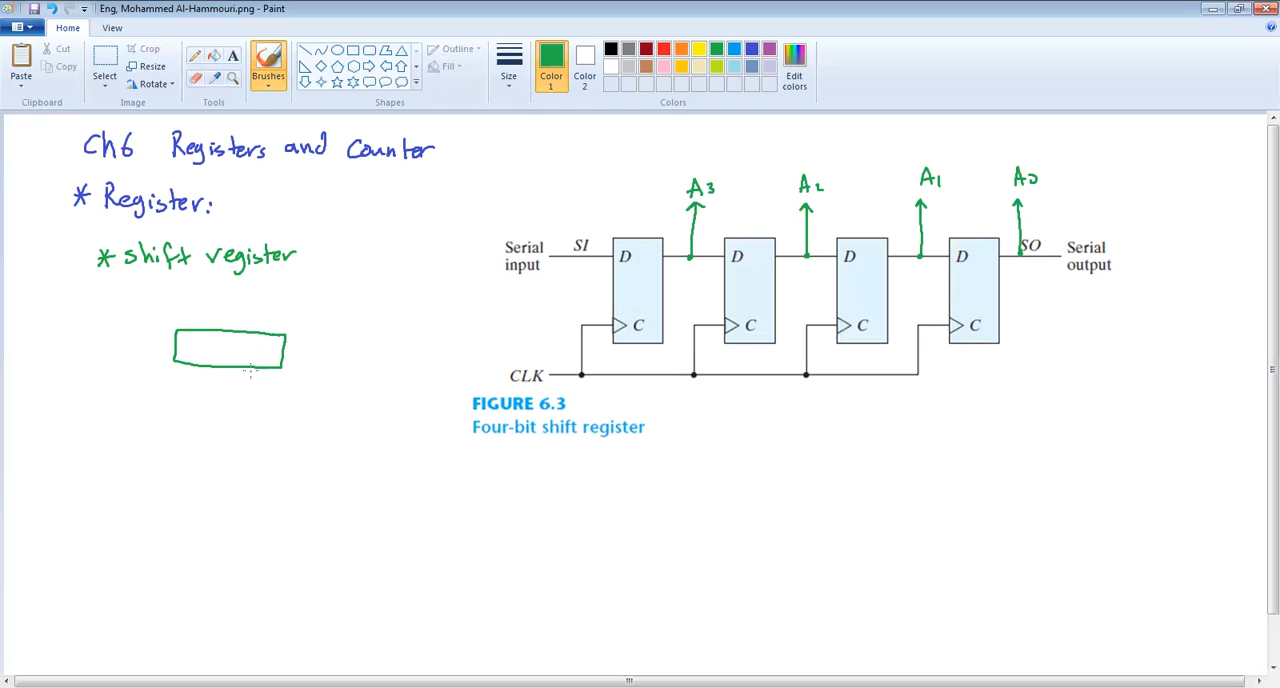 Eng, Mohammed Al-Hammouri.png - Paint
Home View
Paste
Cut
Copy
Clipboard
Select
Crop
Resize
Rotate
Image
A
Tools
Brushes
Shapes
Outline
Fill
Size
Color 1
Color 2
Colors
Edit colors
Ch6 Registers and Counter
* Register:
* shift register
A3 A2 A1 A0
Serial input SI D D D D SO Serial output
C C C C
CLK
FIGURE 6.3
Four-bit shift register